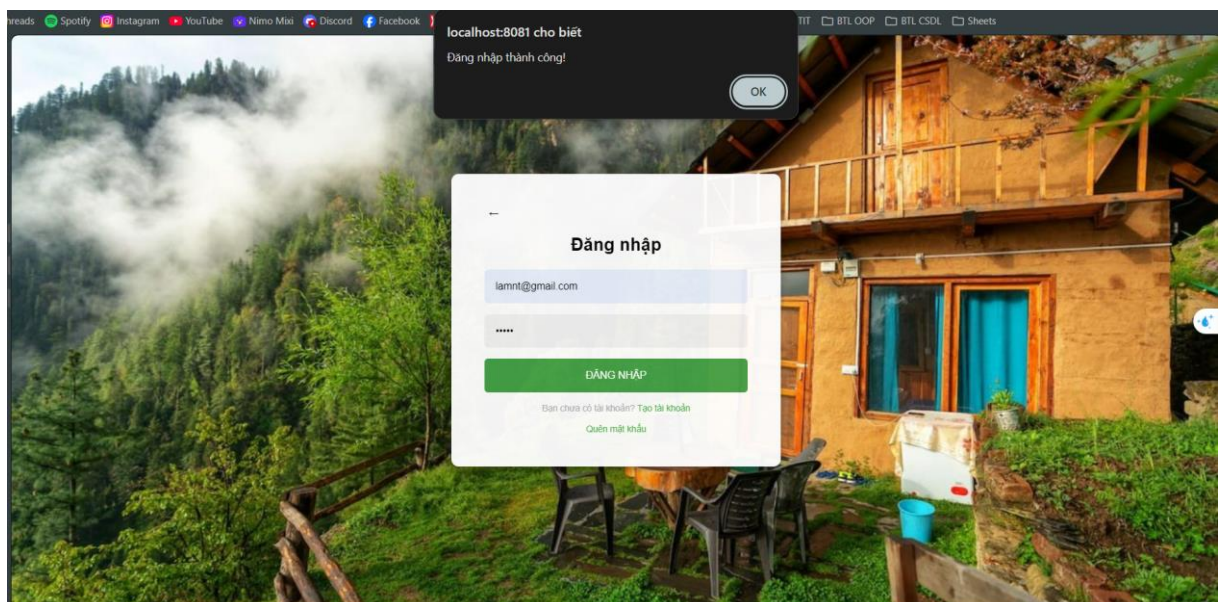 hreads Spotify Instagram YouTube Nimo Mixi Discord Facebook TIT BTL OOP BTL CSDL Sheets
localhost:8081 cho biết
Đăng nhập thành công!
OK
←
Đăng nhập
lamnt@gmail.com
•••••
ĐĂNG NHẬP
Bạn chưa có tài khoản? Tạo tài khoản
Quên mật khẩu